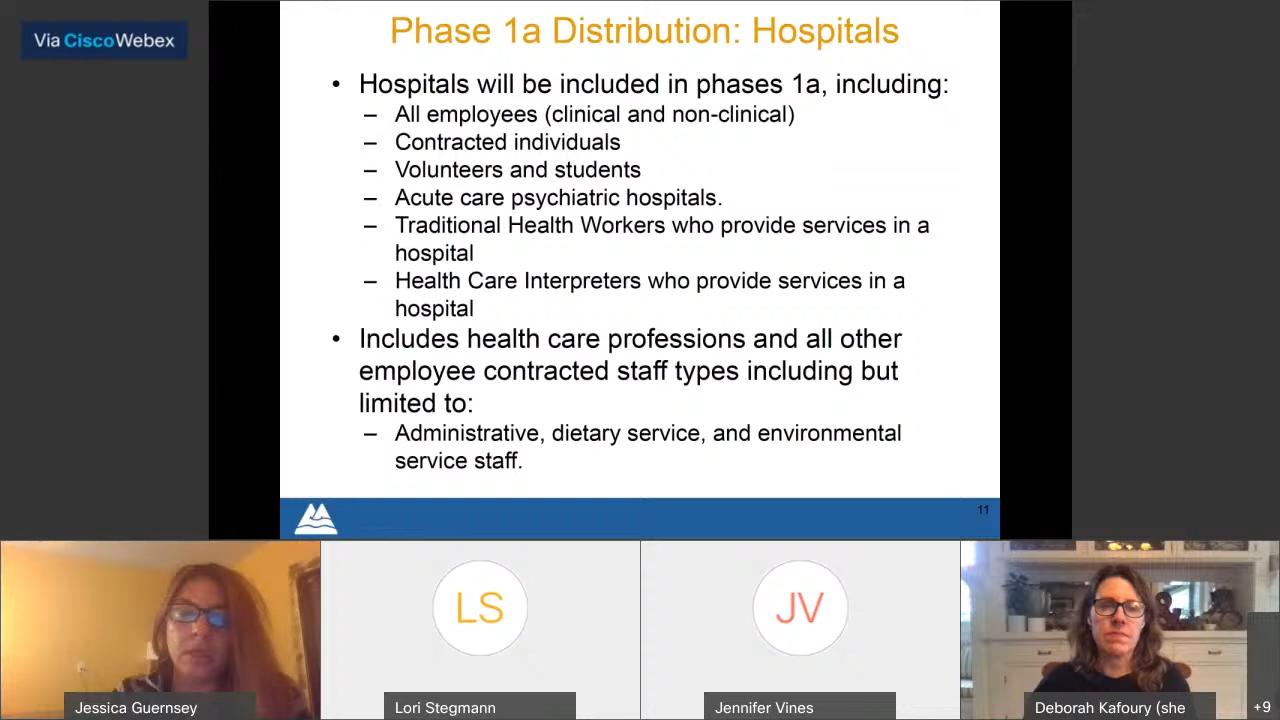 Via CiscoWebex
Phase 1a Distribution: Hospitals
• Hospitals will be included in phases 1a, including:
– All employees (clinical and non-clinical)
– Contracted individuals
– Volunteers and students
– Acute care psychiatric hospitals.
– Traditional Health Workers who provide services in a
hospital
– Health Care Interpreters who provide services in a
hospital
• Includes health care professions and all other
employee contracted staff types including but
limited to:
– Administrative, dietary service, and environmental
service staff.
11
LS
JV
Jessica Guernsey
Lori Stegmann
Jennifer Vines
Deborah Kafoury (she
+9